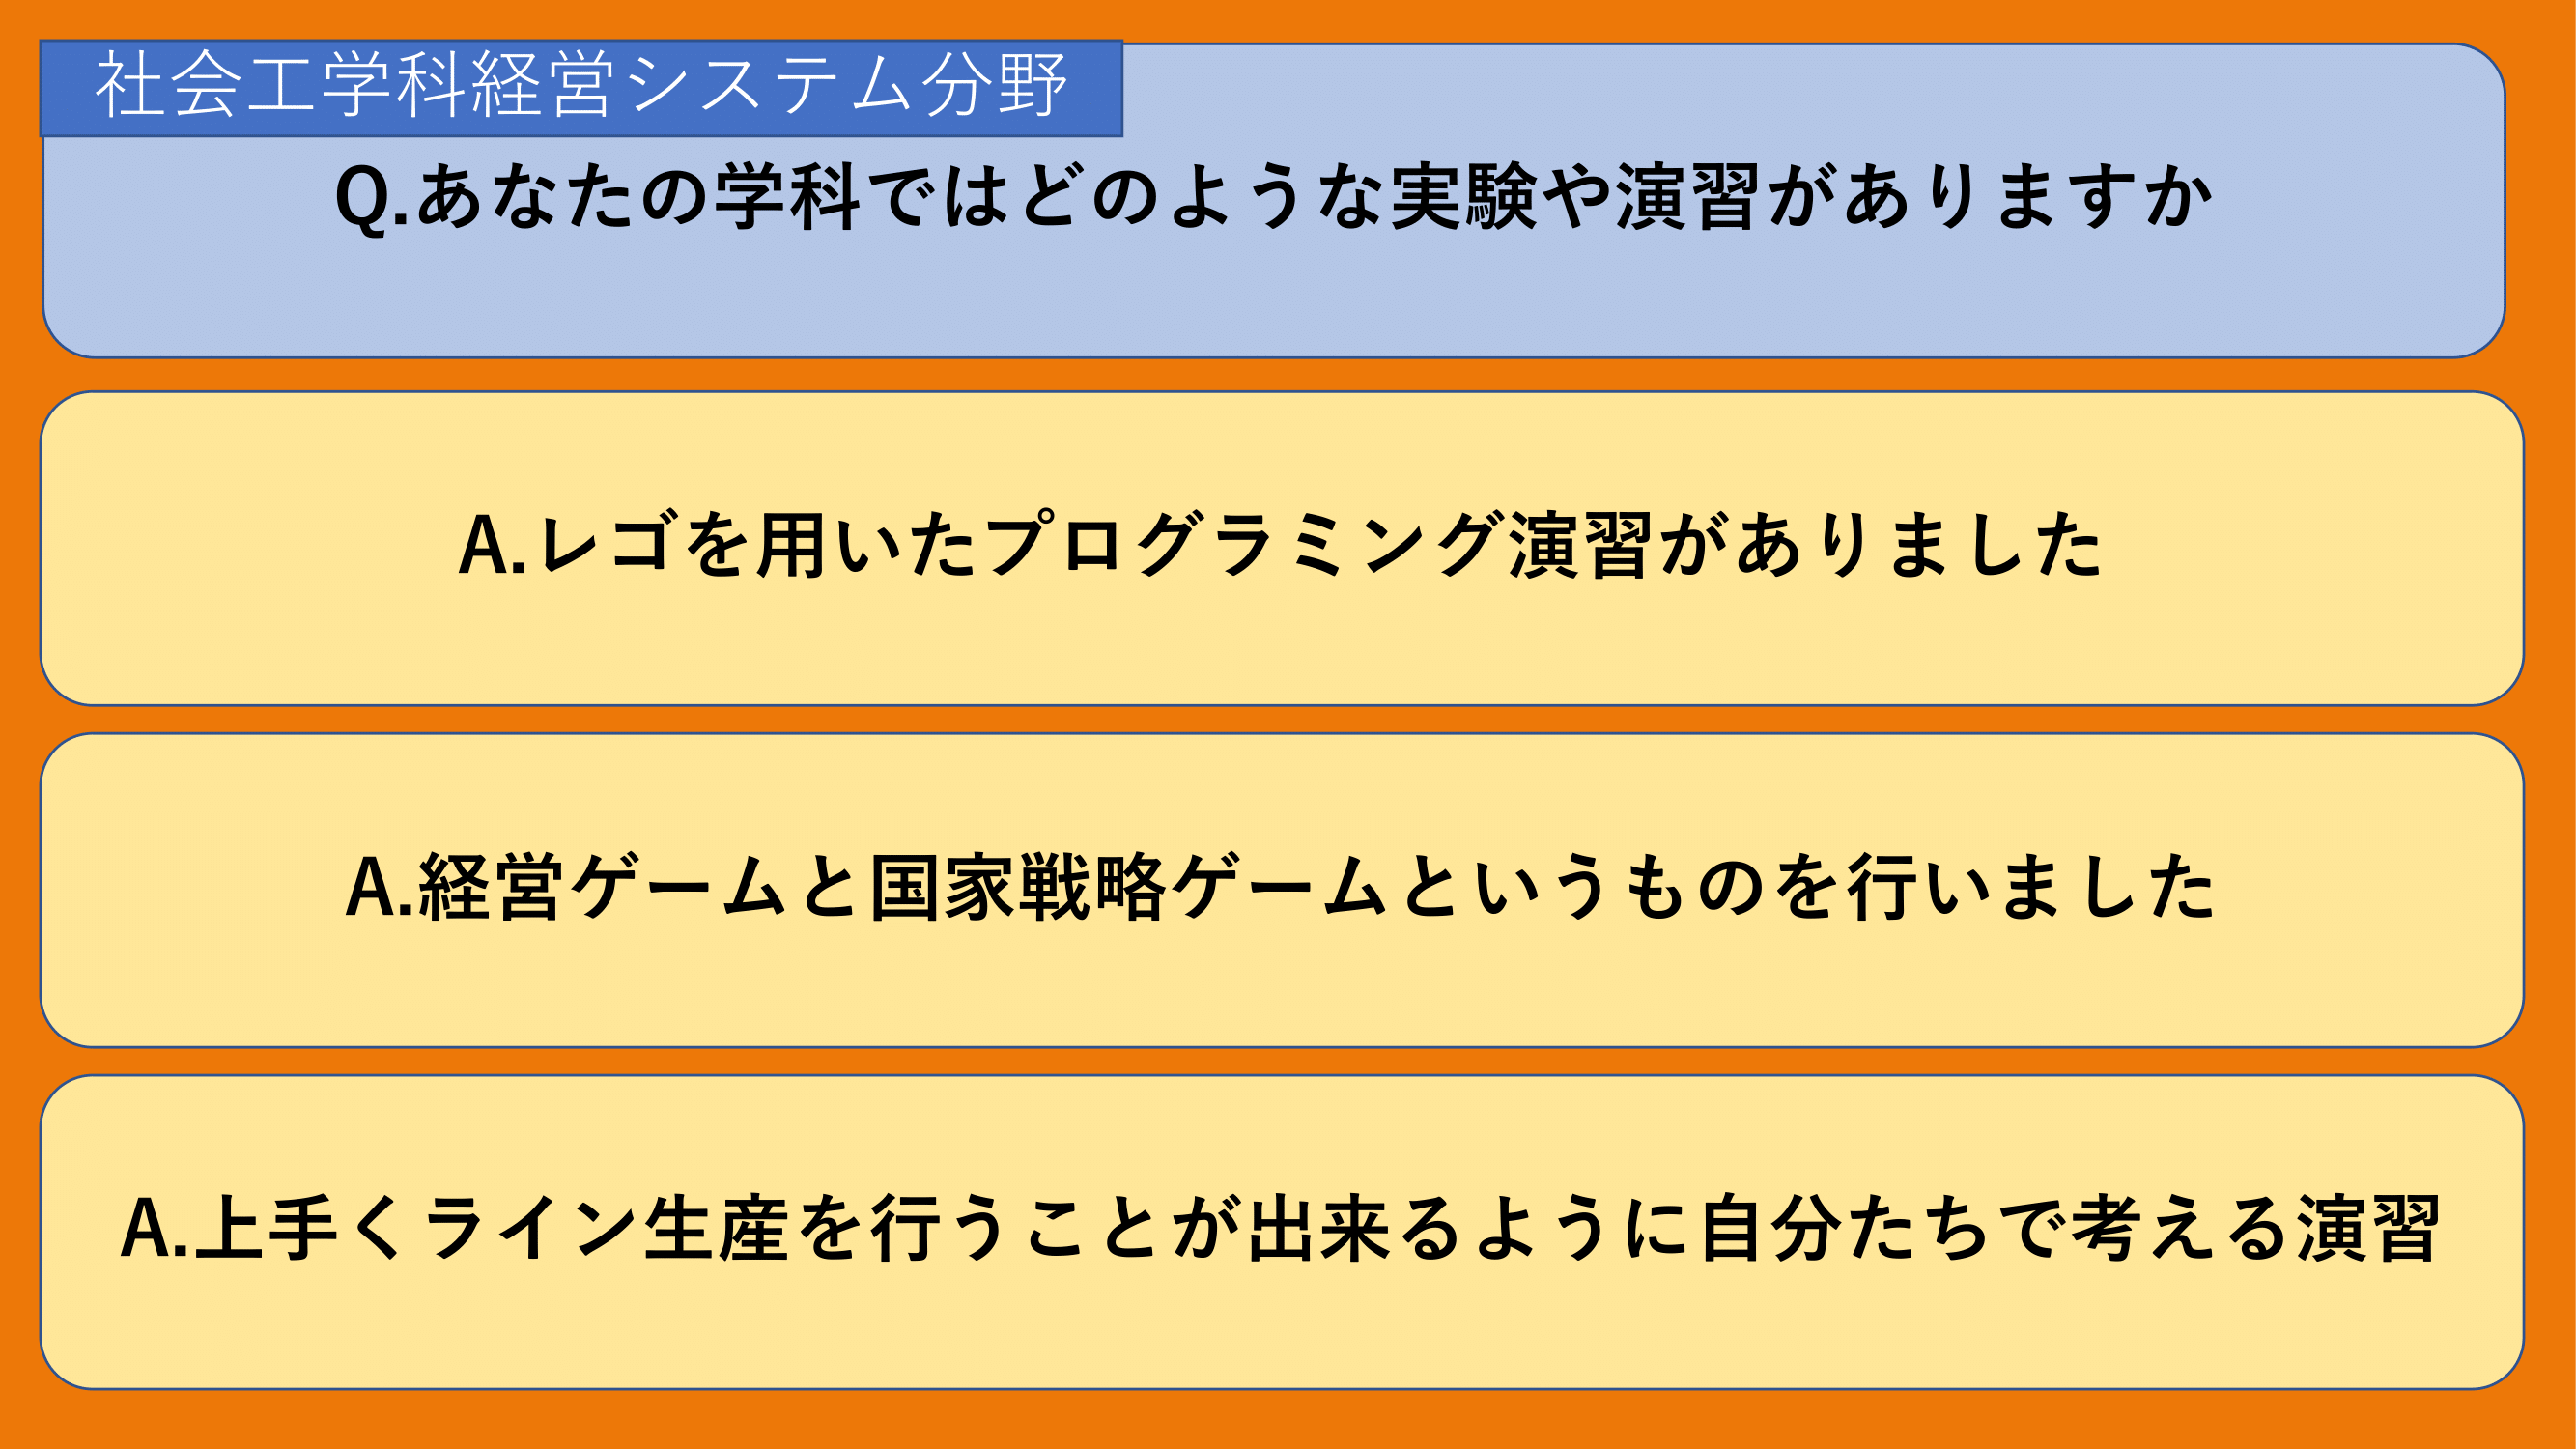 社会工学科経営システム分野
Q.あなたの学科ではどのような実験や演習がありますか
A.レゴを用いたプログラミング演習がありました
A.経営ゲームと国家戦略ゲームというものを行いました
A.上手くライン生産を行うことが出来るように自分たちで考える演習